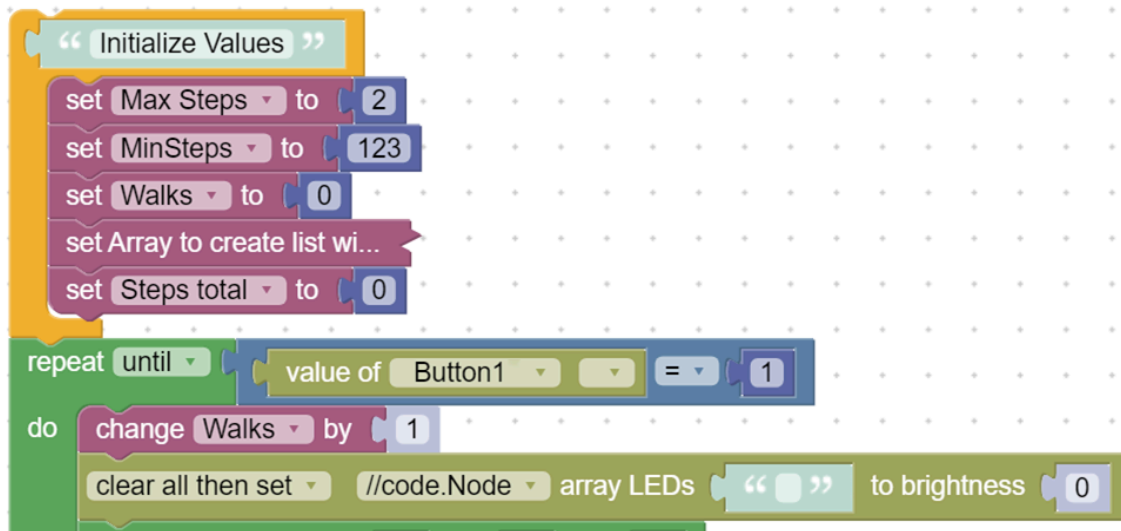 “ Initialize Values ”
set Max Steps to 2
set MinSteps to 123
set Walks to 0
set Array to create list wi...
set Steps total to 0
repeat until value of Button1 = 1
do change Walks by 1
clear all then set //code.Node array LEDs “ ” to brightness 0